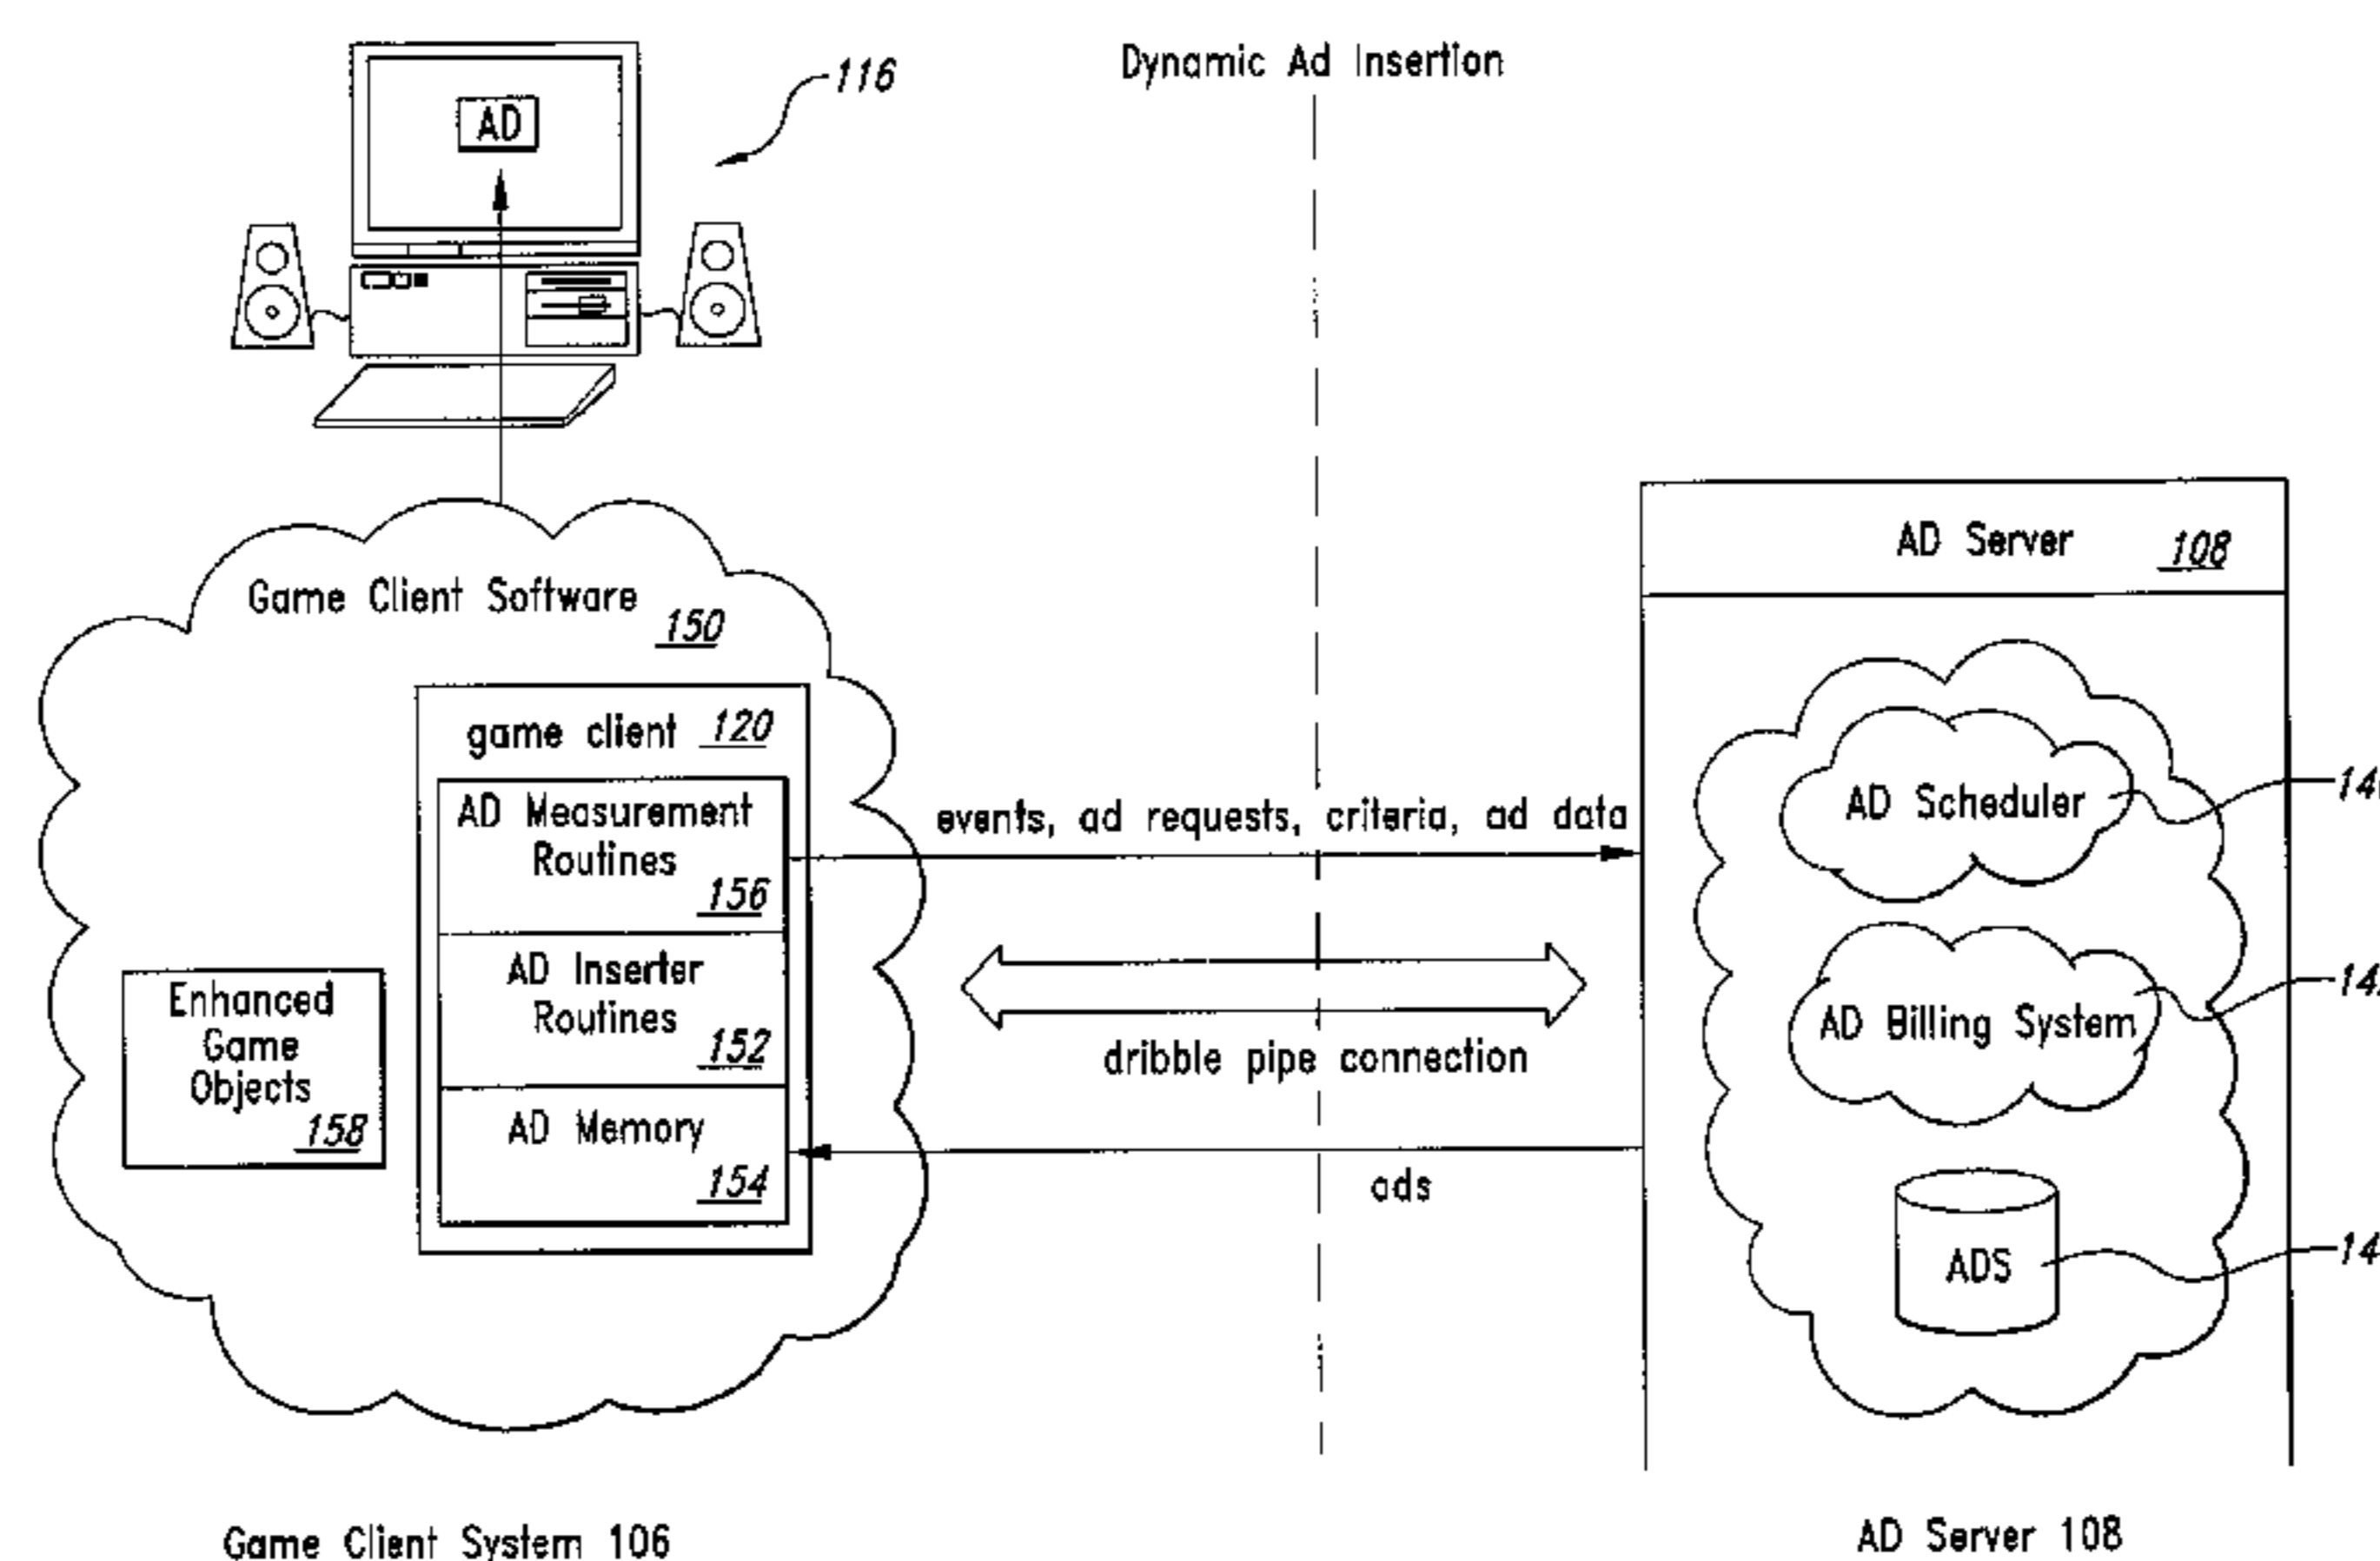 Dynamic Ad Insertion
116
AD
AD Server 108
Game Client Software
150
game client 120
AD Measurement
Routines
156
AD Inserter
Routines
152
AD Memory
154
Enhanced
Game
Objects
158
events, ad requests, criteria, ad data
dribble pipe connection
ads
AD Scheduler
AD Billing System
ADS
Game Client System 106
AD Server 108